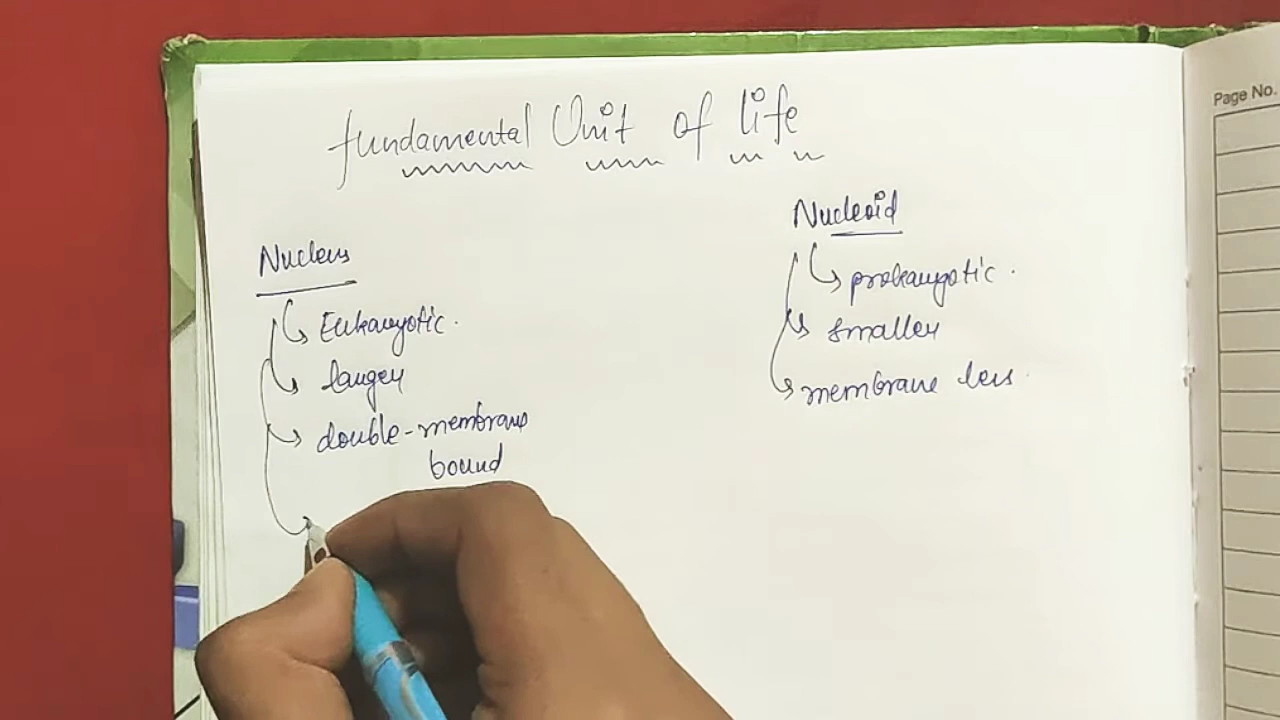 fundamental Unit of life
Nucleus
Eukaryotic.
larger
double-membrane
bound
Nucleoid
prokaryotic.
smaller
membrane less.
Page No.